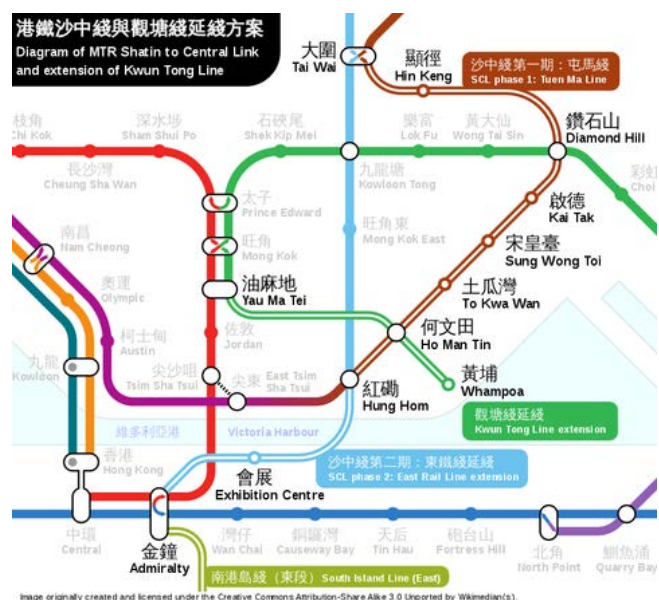 港鐵沙中綫與觀塘綫延綫方案
Diagram of MTR Shatin to Central Link
and extension of Kwun Tong Line
大圍
Tai Wai
顯徑
Hin Keng
沙中綫第一期：屯馬綫
SCL phase 1: Tuen Ma Line
枝角
Chi Kok
深水埗
Sham Shui Po
石硤尾
Shek Kip Mei
樂富
Lok Fu
黃大仙
Wong Tai Sin
鑽石山
Diamond Hill
長沙灣
Cheung Sha Wan
九龍塘
Kowloon Tong
彩虹
Choi
太子
Prince Edward
啟德
Kai Tak
南昌
Nam Cheong
旺角
Mong Kok
旺角東
Mong Kok East
宋皇臺
Sung Wong Toi
奧運
Olympic
油麻地
Yau Ma Tei
土瓜灣
To Kwa Wan
柯士甸
Austin
佐敦
Jordan
何文田
Ho Man Tin
九龍
Kowloon
尖沙咀
Tsim Sha Tsui
尖東
East Tsim
Sha Tsui
紅磡
Hung Hom
黃埔
Whampoa
觀塘綫延綫
Kwun Tong Line extension
維多利亞港
Victoria Harbour
香港
Hong Kong
會展
Exhibition Centre
沙中綫第二期：東鐵綫延綫
SCL phase 2: East Rail Line extension
中環
Central
金鐘
Admiralty
灣仔
Wan Chai
銅鑼灣
Causeway Bay
天后
Tin Hau
炮台山
Fortress Hill
北角
North Point
鰂魚涌
Quarry Bay
南港島綫（東段） South Island Line (East)
Image originally created and licensed under the Creative Commons Attribution-Share Alike 3.0 Unported by Wikimedian(s).